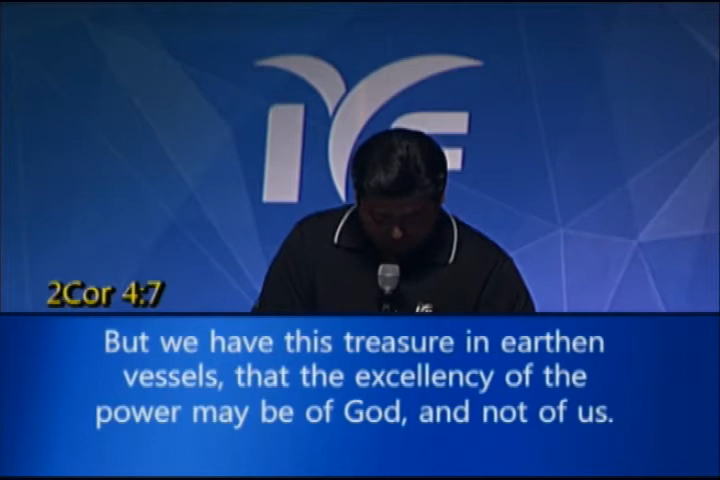 IYF
2Cor 4:7
But we have this treasure in earthen
vessels, that the excellency of the
power may be of God, and not of us.